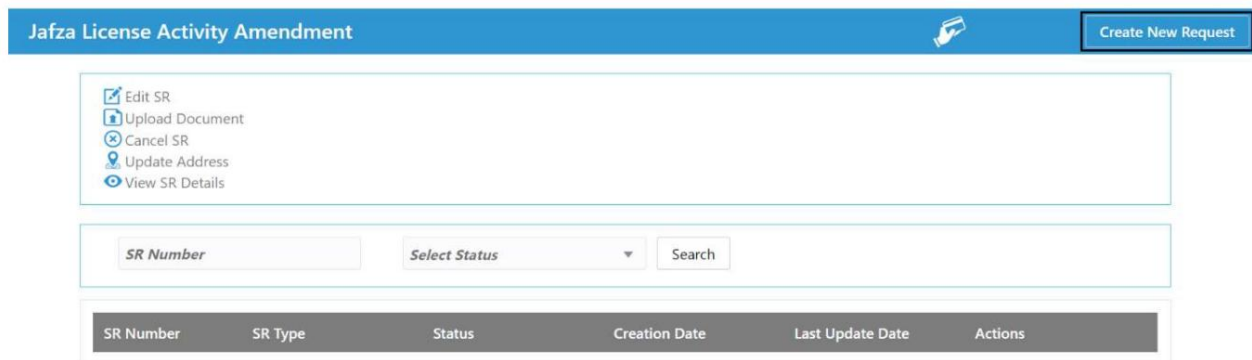 Jafza License Activity Amendment
Create New Request
Edit SR
Upload Document
Cancel SR
Update Address
View SR Details
SR Number
Select Status
Search
SR Number SR Type Status Creation Date Last Update Date Actions